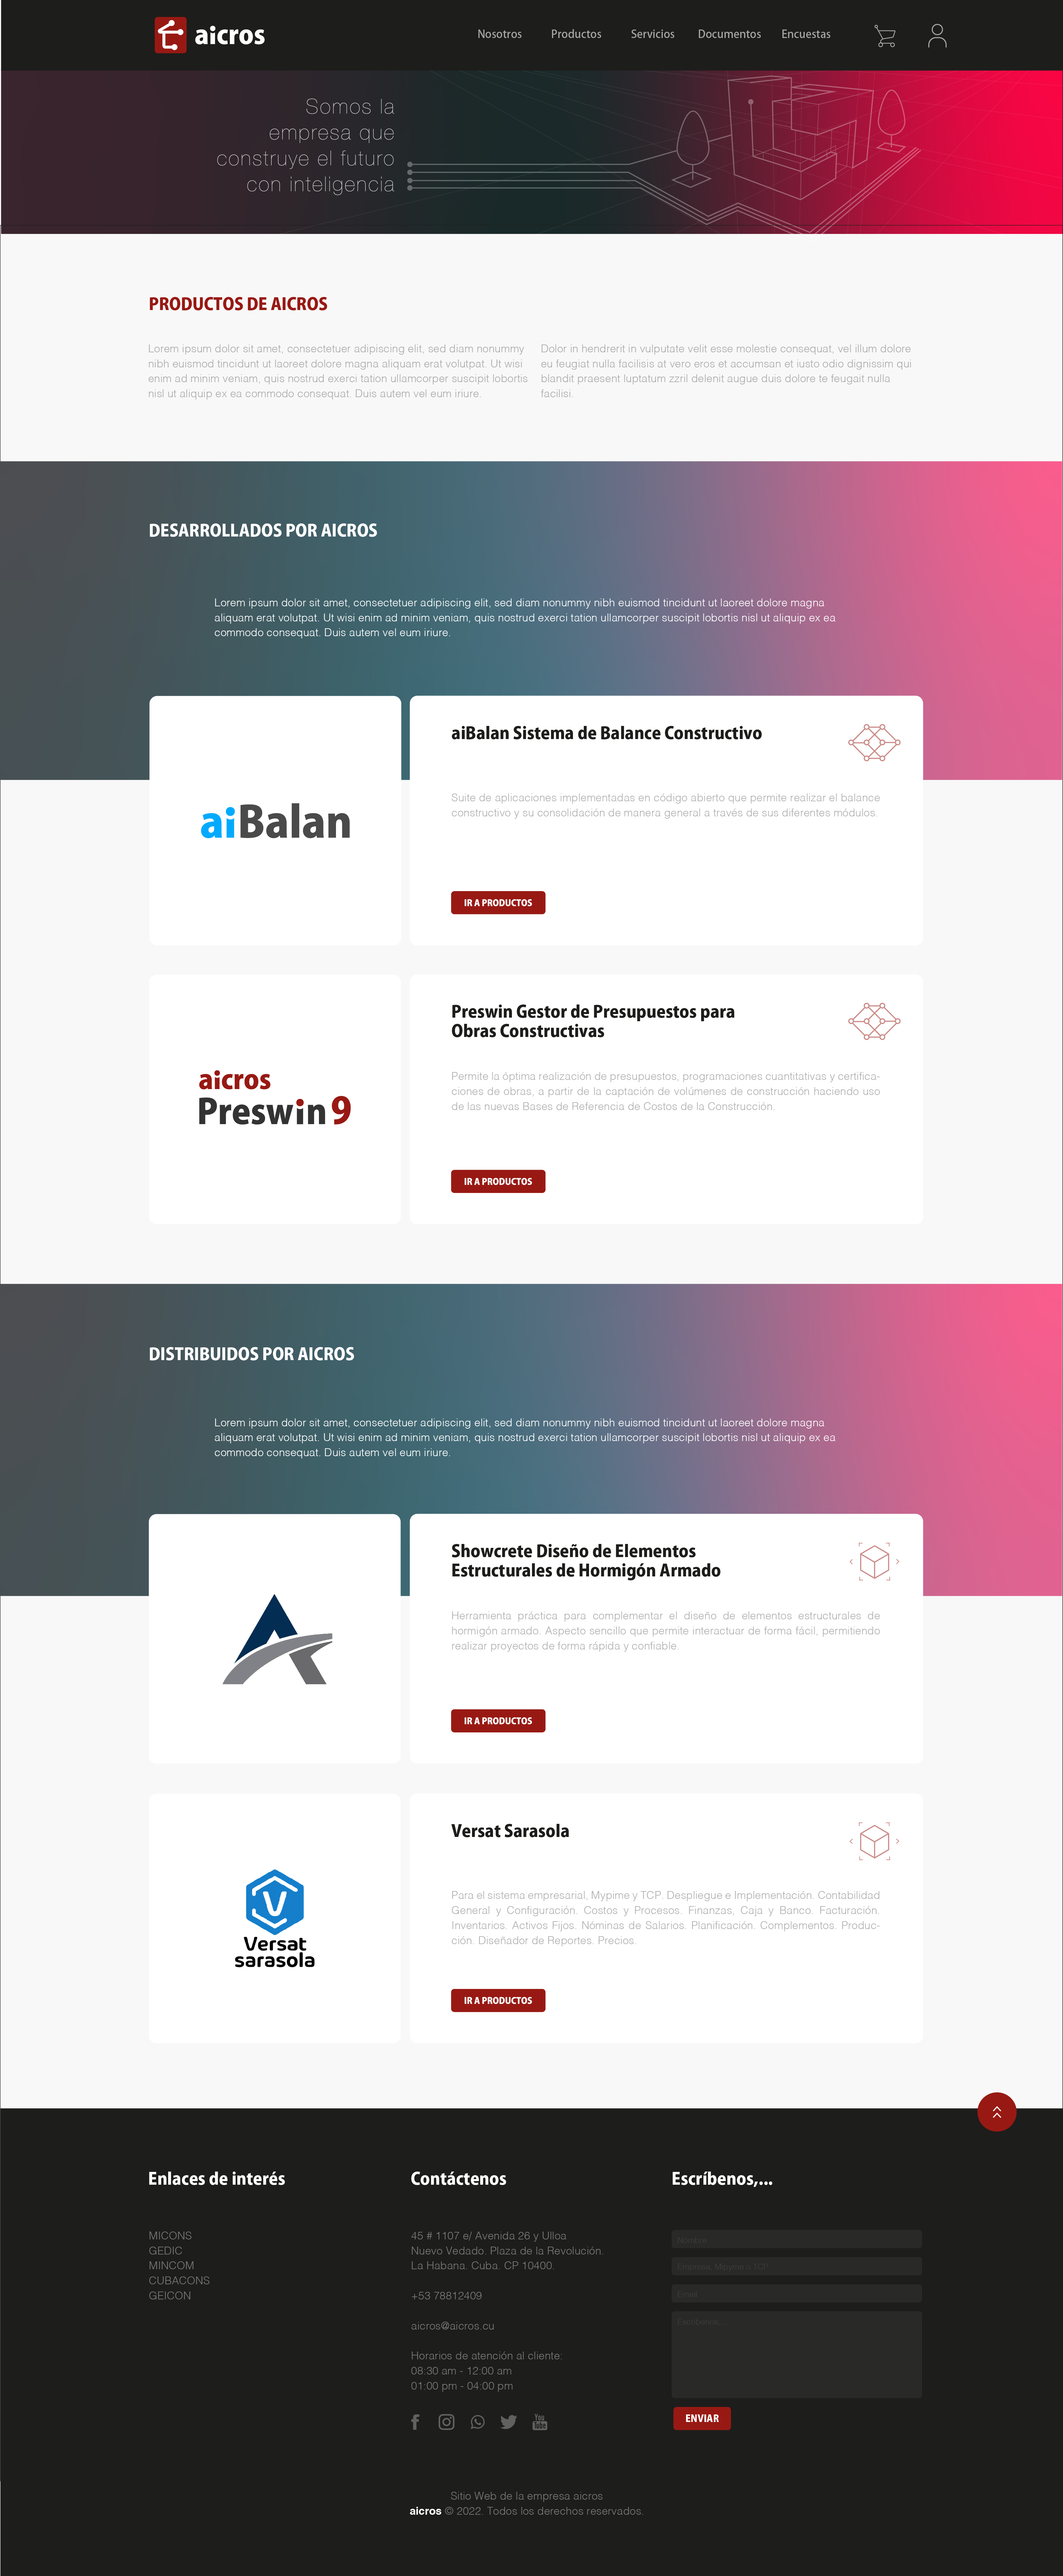 aicros
Nosotros Productos Servicios Documentos Encuestas
Somos la
empresa que
construye el futuro
con inteligencia
PRODUCTOS DE AICROS
Lorem ipsum dolor sit amet, consectetuer adipiscing elit, sed diam nonummy
nibh euismod tincidunt ut laoreet dolore magna aliquam erat volutpat. Ut wisi
enim ad minim veniam, quis nostrud exerci tation ullamcorper suscipit lobortis
nisl ut aliquip ex ea commodo consequat. Duis autem vel eum iriure.
Dolor in hendrerit in vulputate velit esse molestie consequat, vel illum dolore
eu feugiat nulla facilisis at vero eros et accumsan et iusto odio dignissim qui
blandit praesent luptatum zzril delenit augue duis dolore te feugait nulla
facilisi.
DESARROLLADOS POR AICROS
Lorem ipsum dolor sit amet, consectetuer adipiscing elit, sed diam nonummy nibh euismod tincidunt ut laoreet dolore magna
aliquam erat volutpat. Ut wisi enim ad minim veniam, quis nostrud exerci tation ullamcorper suscipit lobortis nisl ut aliquip ex ea
commodo consequat. Duis autem vel eum iriure.
aiBalan
aiBalan Sistema de Balance Constructivo
Suite de aplicaciones implementadas en código abierto que permite realizar el balance
constructivo y su consolidación de manera general a través de sus diferentes módulos.
IR A PRODUCTOS
aicros
Preswin 9
Preswin Gestor de Presupuestos para
Obras Constructivas
Permite la óptima realización de presupuestos, programaciones cuantitativas y certifica-
ciones de obras, a partir de la captación de volúmenes de construcción haciendo uso
de las nuevas Bases de Referencia de Costos de la Construcción.
IR A PRODUCTOS
DISTRIBUIDOS POR AICROS
Lorem ipsum dolor sit amet, consectetuer adipiscing elit, sed diam nonummy nibh euismod tincidunt ut laoreet dolore magna
aliquam erat volutpat. Ut wisi enim ad minim veniam, quis nostrud exerci tation ullamcorper suscipit lobortis nisl ut aliquip ex ea
commodo consequat. Duis autem vel eum iriure.
Showcrete Diseño de Elementos
Estructurales de Hormigón Armado
Herramienta práctica para complementar el diseño de elementos estructurales de
hormigón armado. Aspecto sencillo que permite interactuar de forma fácil, permitiendo
realizar proyectos de forma rápida y confiable.
IR A PRODUCTOS
V
Versat
sarasola
Versat Sarasola
Para el sistema empresarial, Mypime y TCP. Despliegue e Implementación. Contabilidad
General y Configuración. Costos y Procesos. Finanzas, Caja y Banco. Facturación.
Inventarios. Activos Fijos. Nóminas de Salarios. Planificación. Complementos. Produc-
ción. Diseñador de Reportes. Precios.
IR A PRODUCTOS
Enlaces de interés
MICONS
GEDIC
MINCOM
CUBACONS
GEICON
Contáctenos
45 # 1107 e/ Avenida 26 y Ulloa
Nuevo Vedado. Plaza de la Revolución.
La Habana. Cuba. CP 10400.
+53 78812409
aicros@aicros.cu
Horarios de atención al cliente:
08:30 am - 12:00 am
01:00 pm - 04:00 pm
You
Tube
Escríbenos,...
Nombre
Empresa, Mipyme o TCP
Email
Escríbenos,...
ENVIAR
Sitio Web de la empresa aicros
aicros © 2022. Todos los derechos reservados.